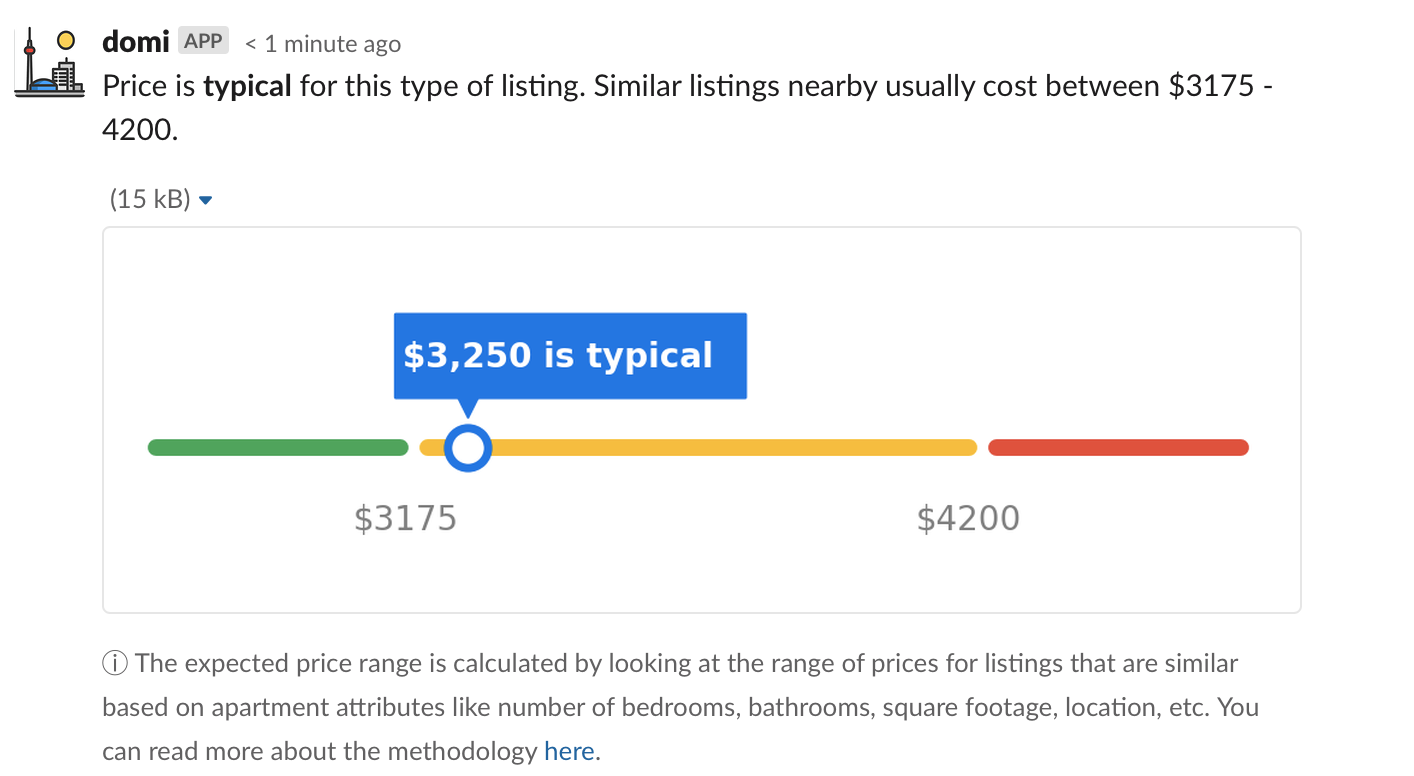 domi APP < 1 minute ago
Price is typical for this type of listing. Similar listings nearby usually cost between $3175 -
4200.
(15 kB)
$3,250 is typical
$3175 $4200
ⓘ The expected price range is calculated by looking at the range of prices for listings that are similar
based on apartment attributes like number of bedrooms, bathrooms, square footage, location, etc. You
can read more about the methodology here.